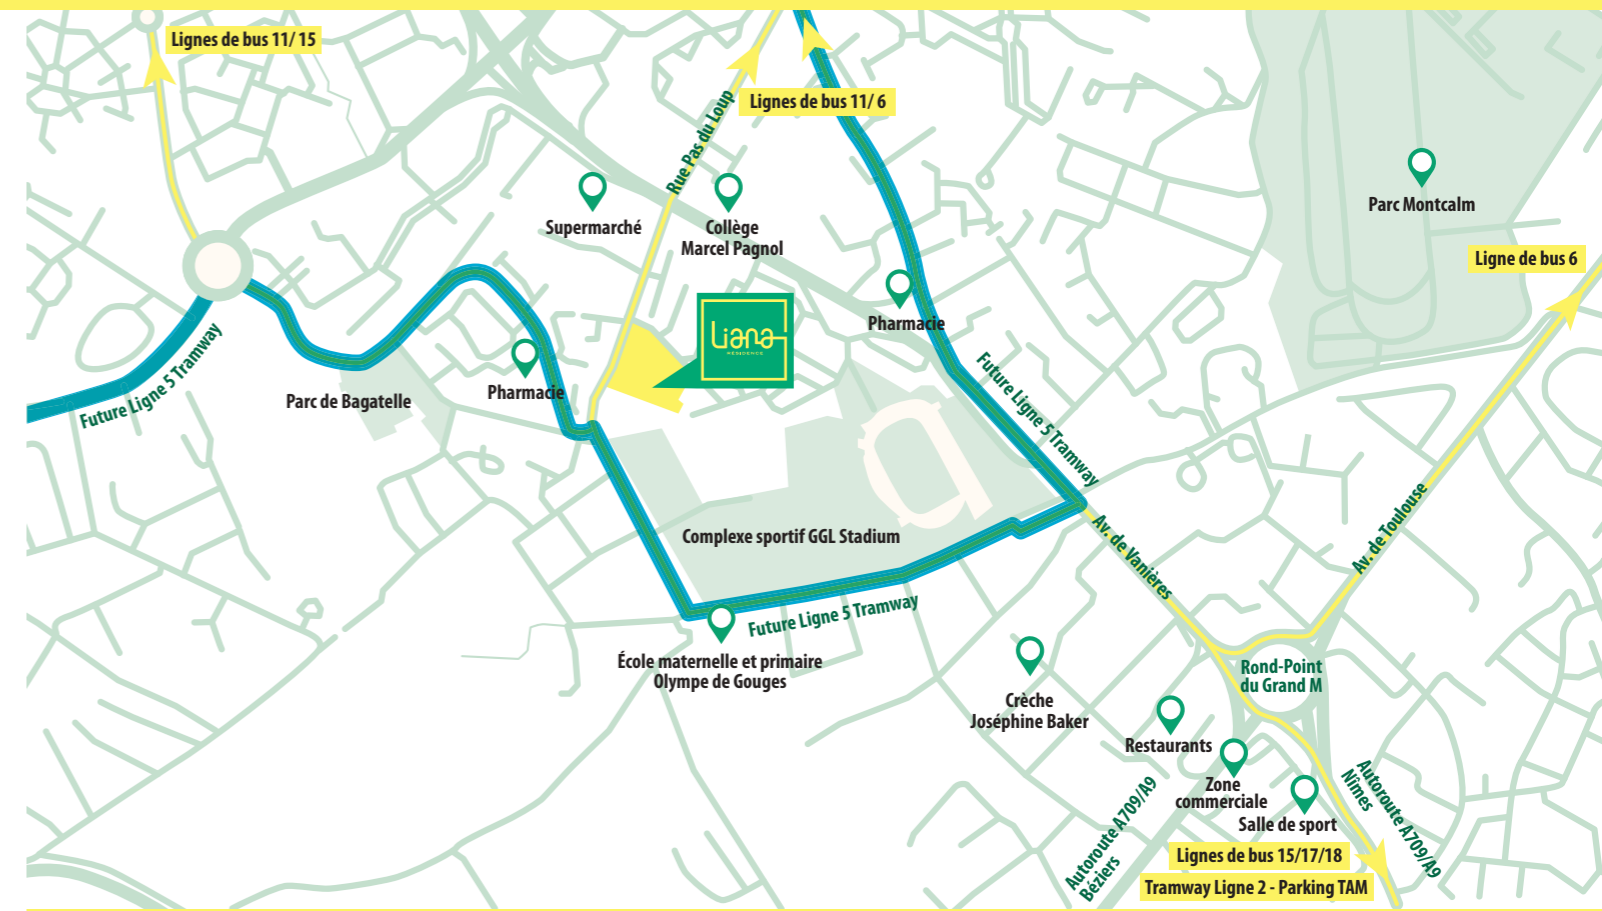 Lignes de bus 11/ 15
Lignes de bus 11/ 6
Rue Pas du Loup
Parc Montcalm
Supermarché
Collège
Marcel Pagnol
Ligne de bus 6
Liana
RÉSIDENCE
Pharmacie
Future Ligne 5 Tramway
Parc de Bagatelle
Pharmacie
Future Ligne 5 Tramway
Complexe sportif GGL Stadium
Av. de Vanières
Av. de Toulouse
Future Ligne 5 Tramway
École maternelle et primaire
Olympe de Gouges
Rond-Point
du Grand M
Crèche
Joséphine Baker
Restaurants
Zone
commerciale
Salle de sport
Autoroute A709/A9
Béziers
Autoroute A709/A9
Nîmes
Lignes de bus 15/17/18
Tramway Ligne 2 - Parking TAM